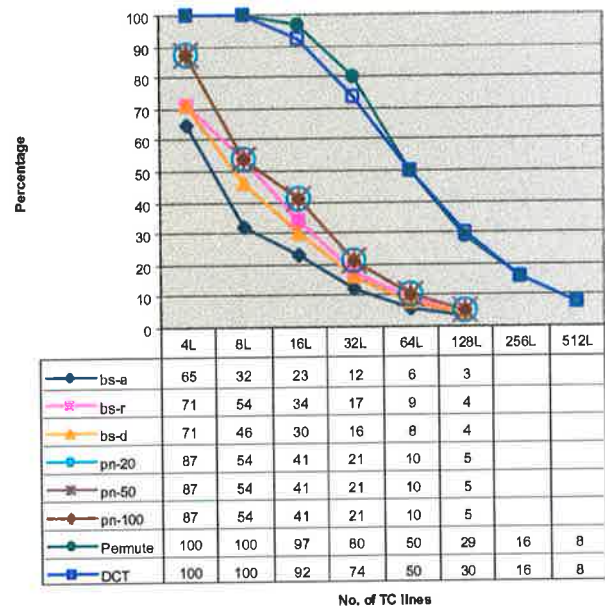 100
90
80
70
60
50
40
30
20
10
0
Percentage
4L 8L 16L 32L 64L 128L 256L 512L
bs-a 65 32 23 12 6 3
bs-r 71 54 34 17 9 4
bs-d 71 46 30 16 8 4
pn-20 87 54 41 21 10 5
pn-50 87 54 41 21 10 5
pn-100 87 54 41 21 10 5
Permute 100 100 97 80 50 29 16 8
DCT 100 100 92 74 50 30 16 8
No. of TC lines